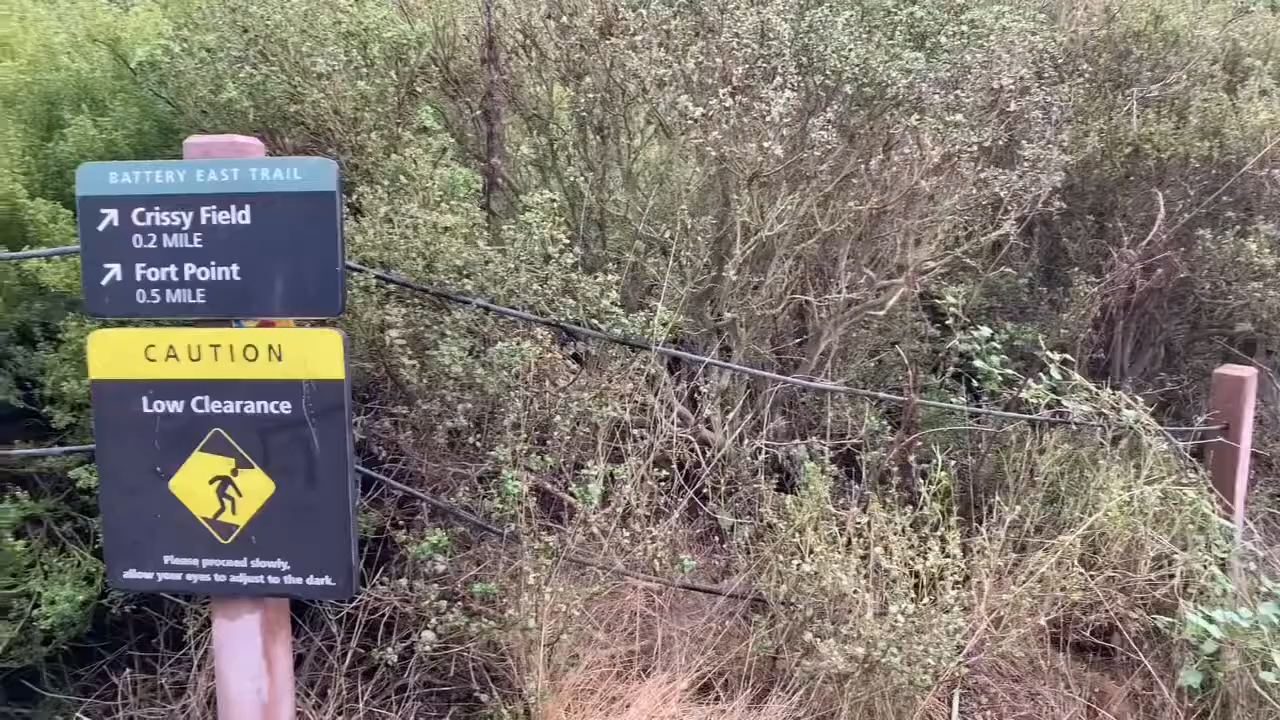 BATTERY EAST TRAIL
Crissy Field
0.2 MILE
Fort Point
0.5 MILE
CAUTION
Low Clearance
Please proceed slowly,
allow your eyes to adjust to the dark.